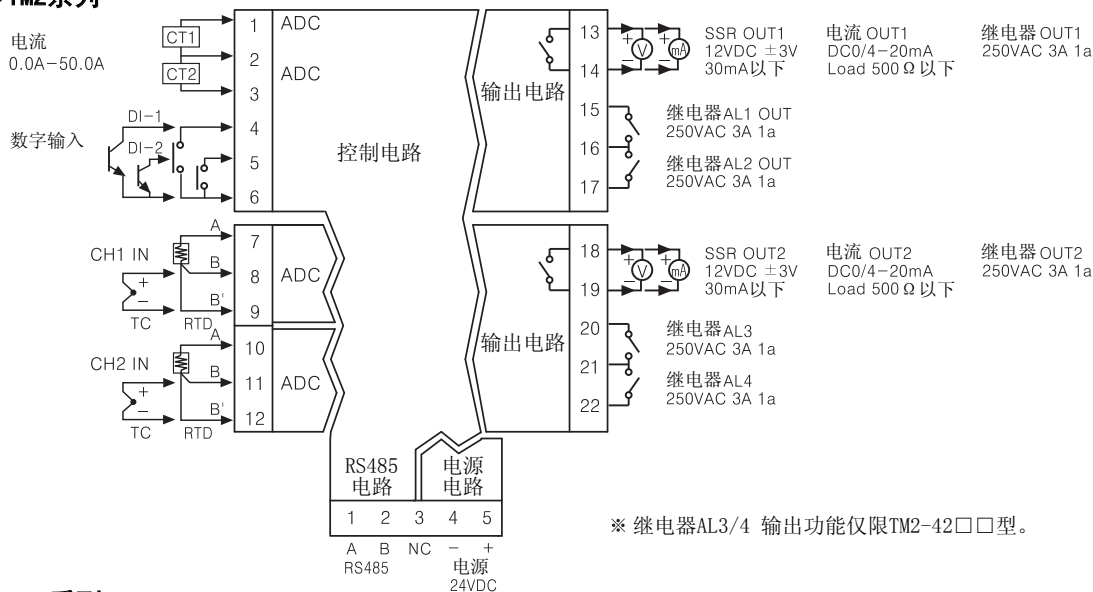 TM2系列
电流
0.0A-50.0A
CT1
CT2
1 ADC
2
ADC
3
数字输入
DI-1
DI-2
4
5
6
控制电路
输出电路
13
14
15
16
17
+ V + mA
- -
SSR OUT1
12VDC ±3V
30mA以下
电流 OUT1
DC0/4-20mA
Load 500Ω以下
继电器 OUT1
250VAC 3A 1a
继电器AL1 OUT
250VAC 3A 1a
继电器AL2 OUT
250VAC 3A 1a
CH1 IN
+
-
TC
RTD
A
B
B'
7
8
9
ADC
CH2 IN
+
-
TC
RTD
A
B
B'
10
11
12
ADC
输出电路
18
19
20
21
22
+ V + mA
- -
SSR OUT2
12VDC ±3V
30mA以下
电流 OUT2
DC0/4-20mA
Load 500Ω以下
继电器 OUT2
250VAC 3A 1a
继电器AL3
250VAC 3A 1a
继电器AL4
250VAC 3A 1a
RS485
电路
电源
电路
1 2 3 4 5
A B NC - +
RS485
电源
24VDC
※ 继电器AL3/4 输出功能仅限TM2-42□□型。